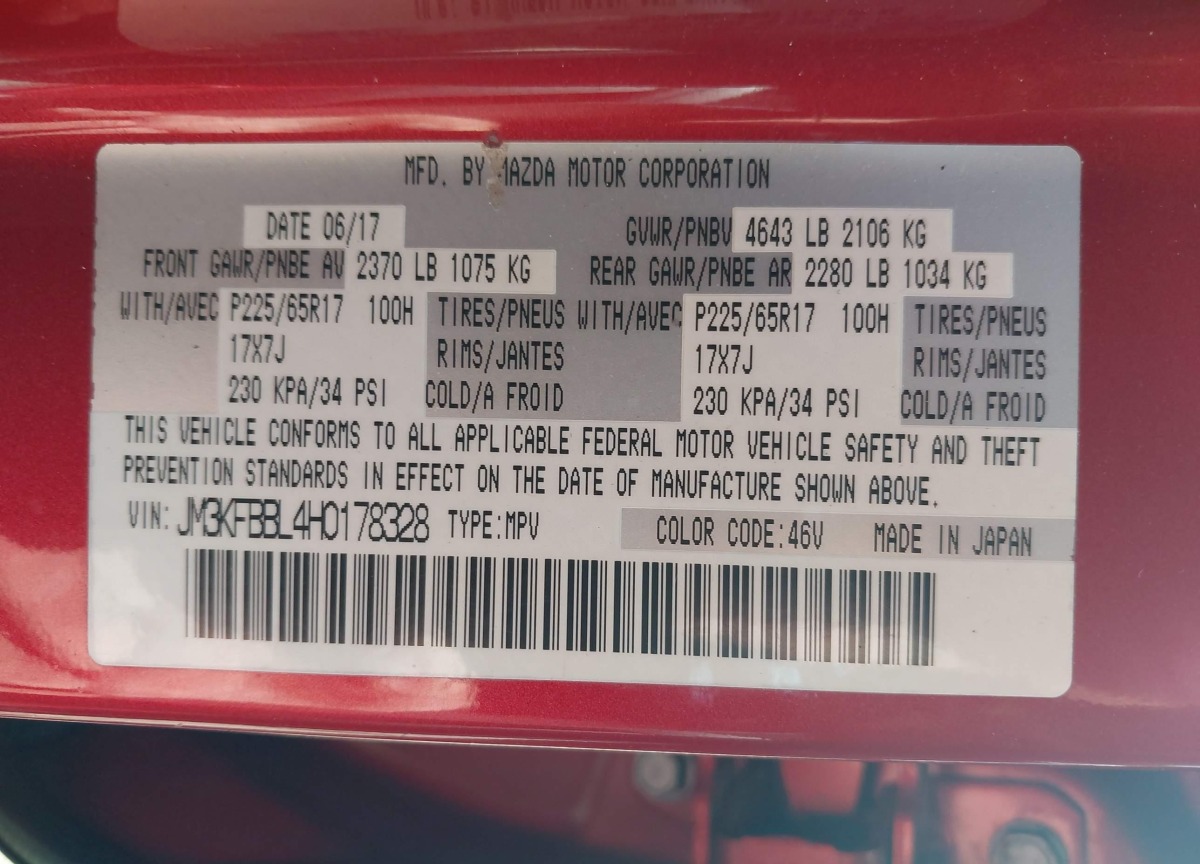 MFD. BY MAZDA MOTOR CORPORATION
DATE 06/17 GVWR/PNBV 4643 LB 2106 KG
FRONT GAWR/PNBE AV 2370 LB 1075 KG REAR GAWR/PNBE AR 2280 LB 1034 KG
WITH/AVEC P225/65R17 100H TIRES/PNEUS WITH/AVEC P225/65R17 100H TIRES/PNEUS
17X7J RIMS/JANTES 17X7J RIMS/JANTES
230 KPA/34 PSI COLD/A FROID 230 KPA/34 PSI COLD/A FROID
THIS VEHICLE CONFORMS TO ALL APPLICABLE FEDERAL MOTOR VEHICLE SAFETY AND THEFT
PREVENTION STANDARDS IN EFFECT ON THE DATE OF MANUFACTURE SHOWN ABOVE.
VIN: JM3KFBBL4H0178328 TYPE:MPV COLOR CODE:46V MADE IN JAPAN